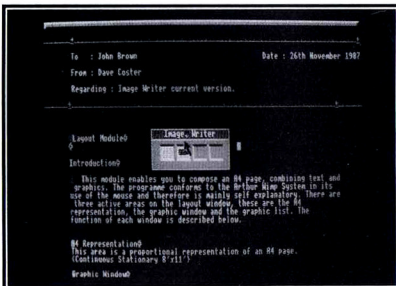 To : John Brown Date : 26th November 1987
From : Dave Coster
Regarding : Image Writer current version.
Layout Module◊
Image. Writer
◊
Introduction◊
This module enables you to compose an A4 page, combining text and
graphics. The programme conforms to the Arthur Wimp System in its
use of the mouse and therefore is mainly self explanatory. There are
three active areas on the layout window, these are the A4
representation, the graphic window and the graphic list. The
function of each window is described below.
A4 Representation◊
This area is a proportional representation of an A4 page.
(Continuous Stationary 8'x11')
Graphic Window◊